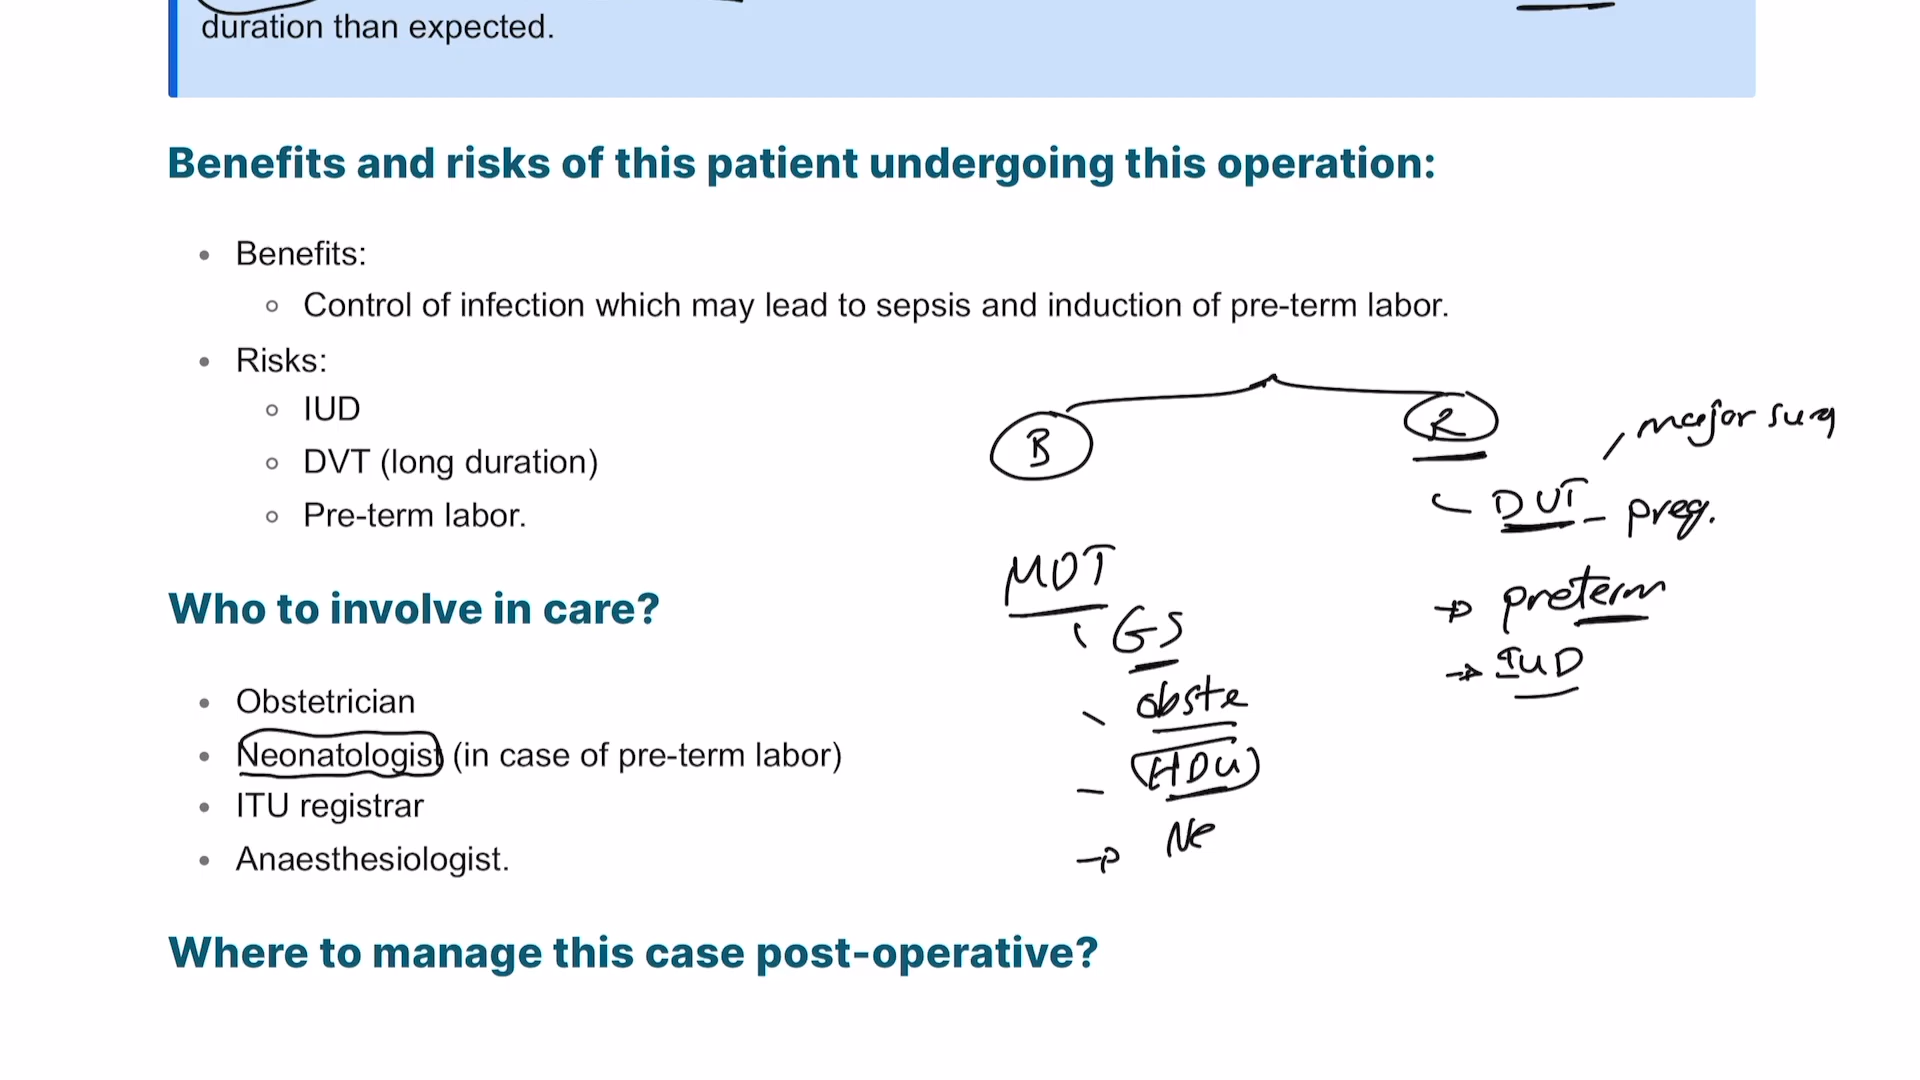 duration than expected.
Benefits and risks of this patient undergoing this operation:
• Benefits:
○ Control of infection which may lead to sepsis and induction of pre-term labor.
• Risks:
○ IUD
○ DVT (long duration)
○ Pre-term labor.
B
R
major surg
DVT - preg.
MDT
GS
preterm
IUD
obste
HDU
Ne
Who to involve in care?
• Obstetrician
• Neonatologist (in case of pre-term labor)
• ITU registrar
• Anaesthesiologist.
Where to manage this case post-operative?